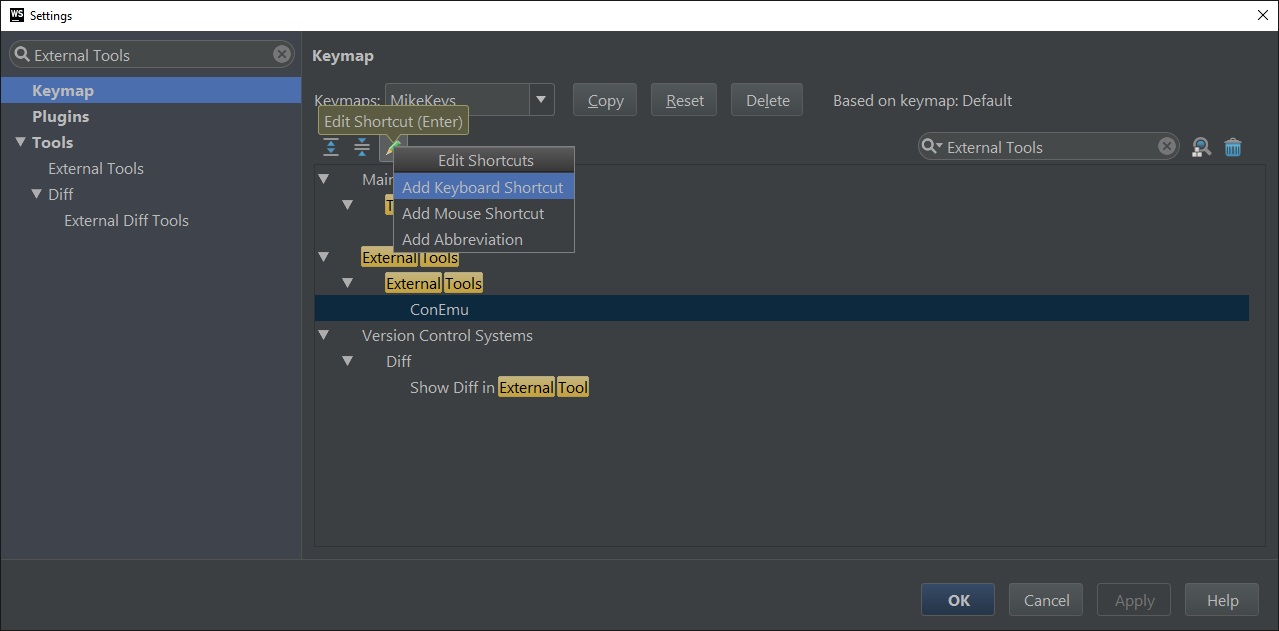 WS Settings
External Tools
Keymap
Plugins
Tools
External Tools
Diff
External Diff Tools
Keymap
Keymaps: MikeKeys Copy Reset Delete Based on keymap: Default
Edit Shortcut (Enter)
External Tools
Edit Shortcuts
Add Keyboard Shortcut
Add Mouse Shortcut
Add Abbreviation
Main
External Tools
External Tools
ConEmu
Version Control Systems
Diff
Show Diff in External Tool
OK Cancel Apply Help